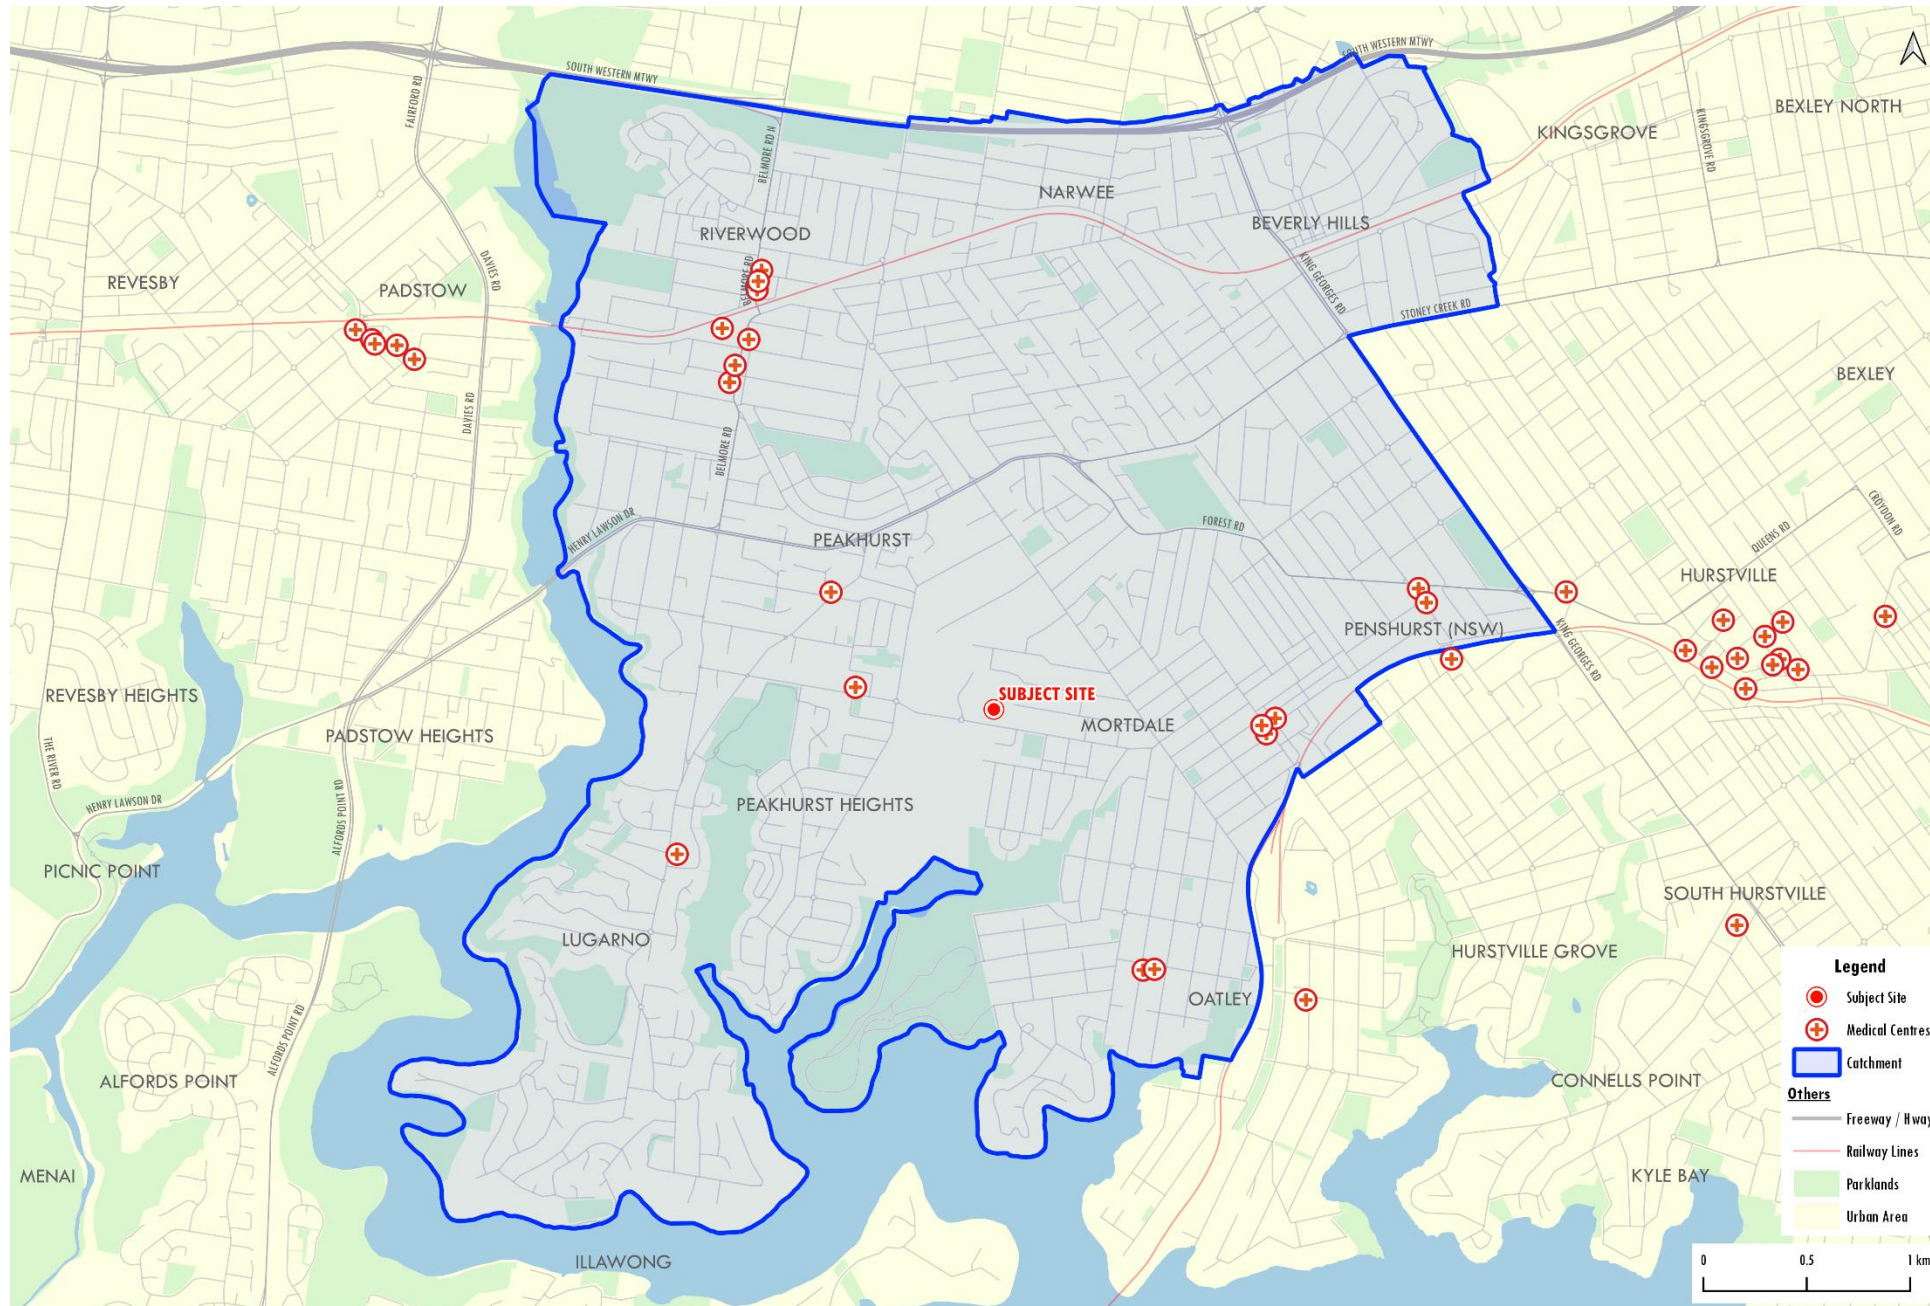 SOUTH WESTERN MTWY
SOUTH WESTERN MTWY
FAIRFORD RD
KINGSGROVE RD
BEXLEY NORTH
KINGSGROVE
BELMORE RD N
NARWEE
BEVERLY HILLS
RIVERWOOD
DAVIES RD
REVESBY
PADSTOW
BELMORE RD
KING GEORGES RD
STONEY CREEK RD
BEXLEY
DAVIES RD
BELMORE RD
CROYDON RD
HENRY LAWSON DR
FOREST RD
QUEENS RD
PEAKHURST
HURSTVILLE
PENSHURST (NSW)
KING GEORGES RD
REVESBY HEIGHTS
SUBJECT SITE
MORTDALE
PADSTOW HEIGHTS
THE RIVER RD
HENRY LAWSON DR
ALFORDS POINT RD
PEAKHURST HEIGHTS
PICNIC POINT
SOUTH HURSTVILLE
LUGARNO
HURSTVILLE GROVE
OATLEY
ALFORDS POINT RD
ALFORDS POINT
CONNELLS POINT
MENAI
KYLE BAY
ILLAWONG
Legend
Subject Site
Medical Centres
Catchment
Others
Freeway / Hway
Railway Lines
Parklands
Urban Area
0 0.5 1 km